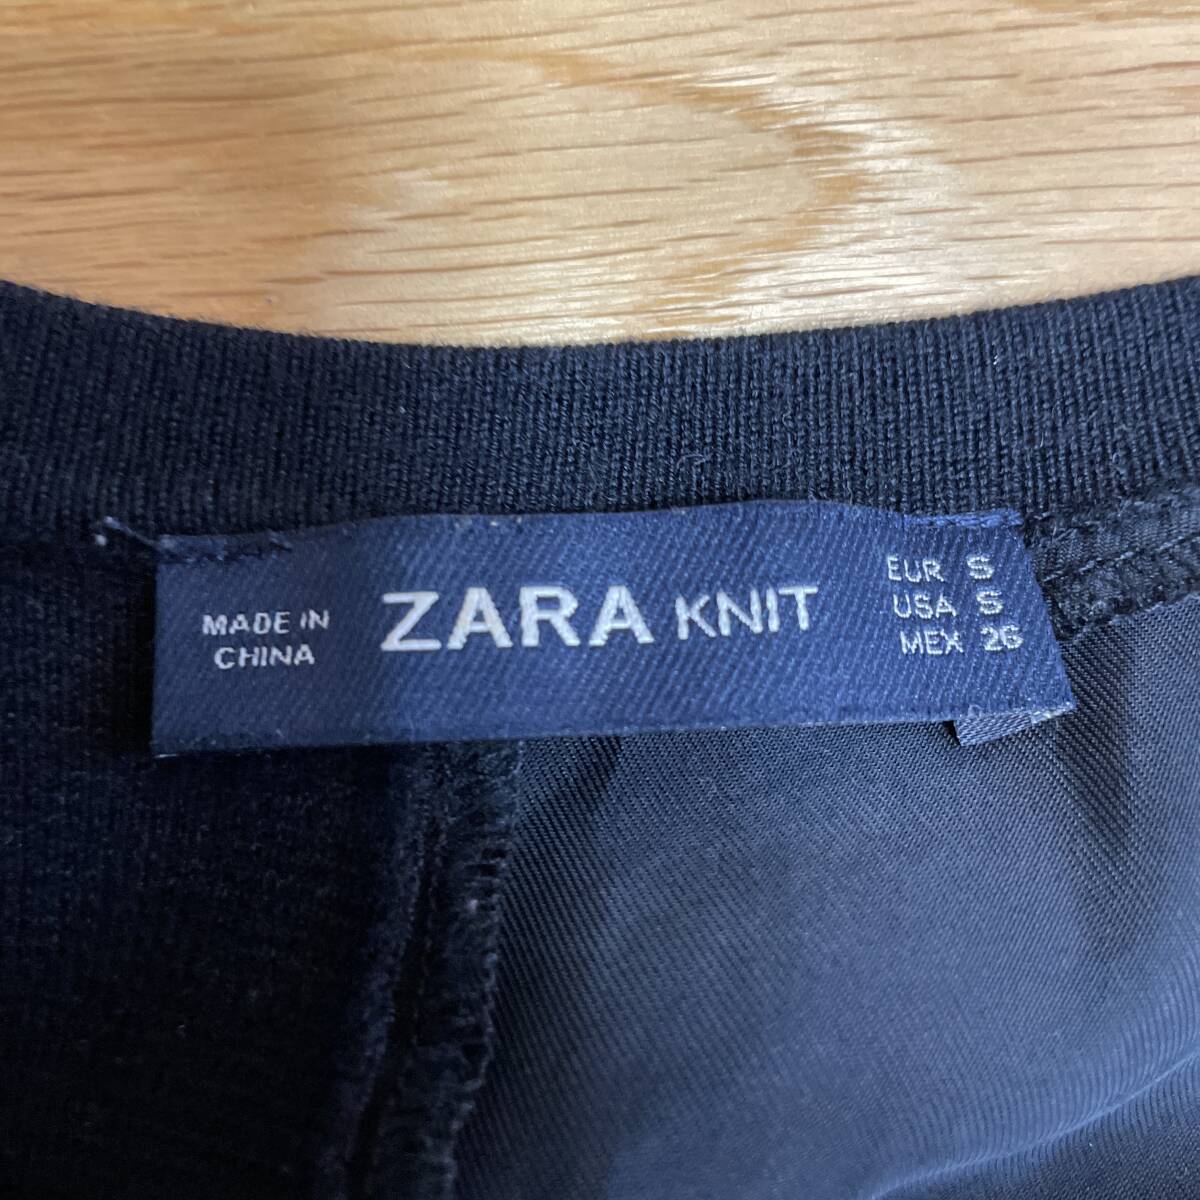 MADE IN
CHINA
ZARA KNIT
EUR S
USA S
MEX 26